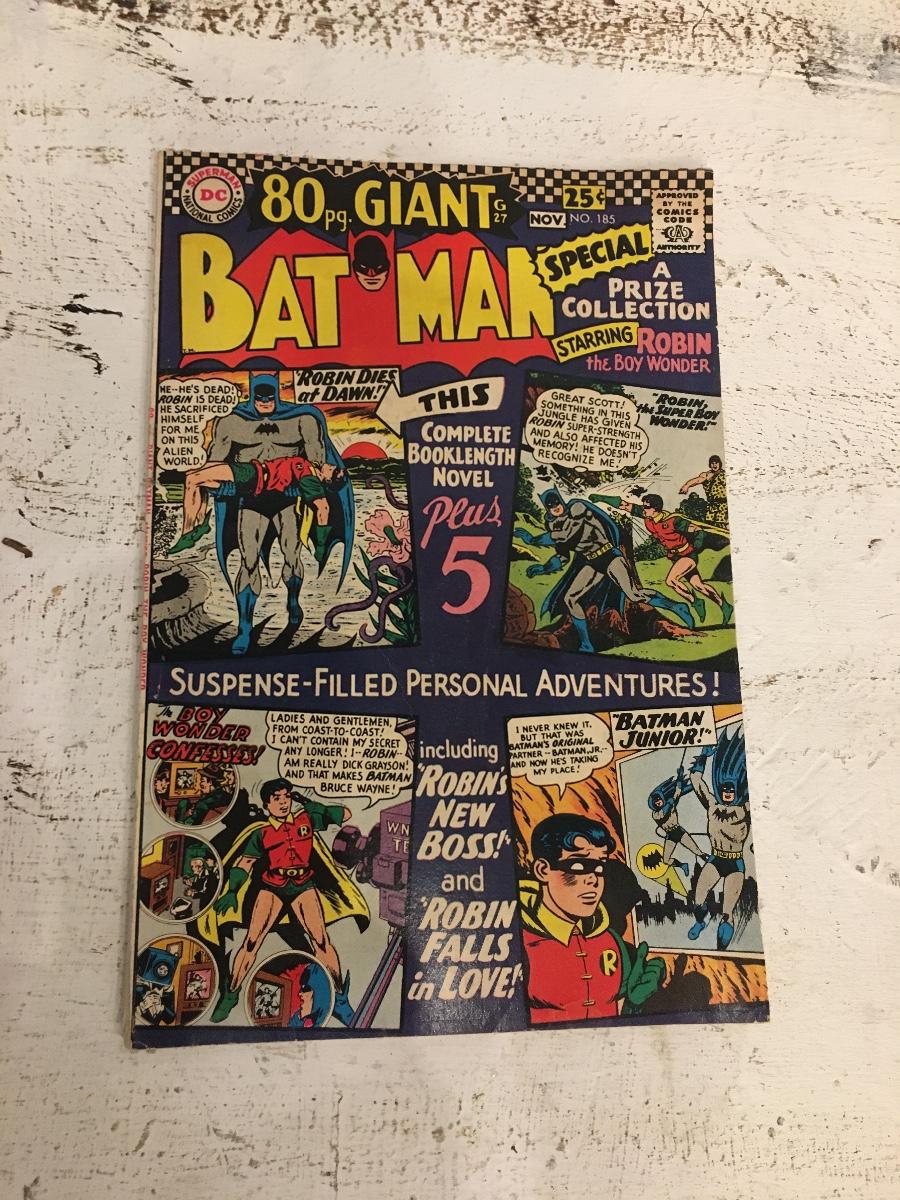 SUPERMAN
DC
NATIONAL COMICS
80 pg. GIANT
G
27
25¢
NOV. NO. 185
APPROVED
BY THE
COMICS
CODE
CA
AUTHORITY
BATMAN
T.M.
SPECIAL
A
PRIZE
COLLECTION
STARRING ROBIN
the BOY WONDER
HE--HE'S DEAD!
ROBIN IS DEAD!
HE SACRIFICED
HIMSELF
FOR ME
ON THIS
ALIEN
WORLD!
"ROBIN DIES
at DAWN!"
THIS
COMPLETE
BOOKLENGTH
NOVEL
Plus
5
GREAT SCOTT!
SOMETHING IN THIS
JUNGLE HAS GIVEN
ROBIN SUPER-STRENGTH
AND ALSO AFFECTED HIS
MEMORY! HE DOESN'T
RECOGNIZE ME!
"ROBIN,
the SUPER BOY
WONDER!"
SUSPENSE-FILLED PERSONAL ADVENTURES!
"The BOY
WONDER
CONFESSES!"
LADIES AND GENTLEMEN,
FROM COAST-TO-COAST!
I CAN'T CONTAIN MY SECRET
ANY LONGER! I--ROBIN--
AM REALLY DICK GRAYSON!
AND THAT MAKES BATMAN
BRUCE WAYNE!
R
WN
TE
including
"ROBIN'S
NEW
BOSS!"
and
"ROBIN
FALLS
in LOVE!"
I NEVER KNEW IT,
BUT THAT WAS
BATMAN'S ORIGINAL
PARTNER--BATMAN, JR.--
AND NOW HE'S TAKING
MY PLACE!
"BATMAN
JUNIOR!"
R